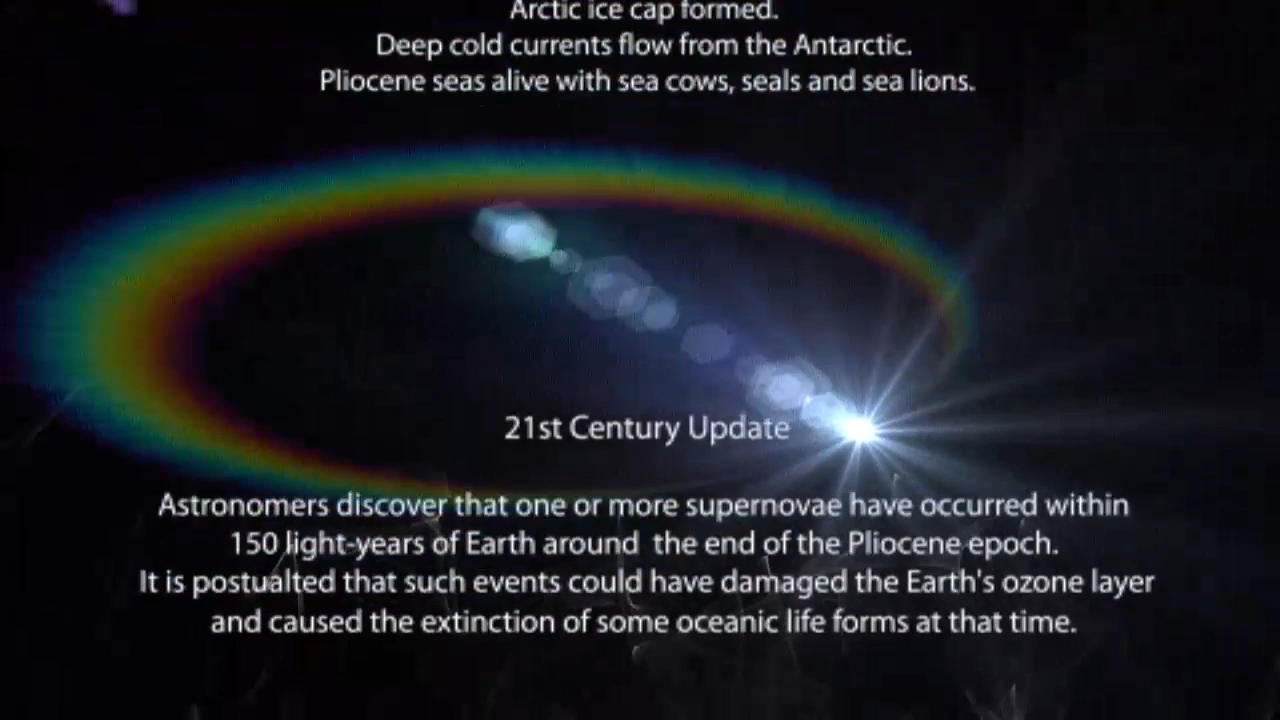 Arctic ice cap formed.
Deep cold currents flow from the Antarctic.
Pliocene seas alive with sea cows, seals and sea lions.
21st Century Update
Astronomers discover that one or more supernovae have occurred within
150 light-years of Earth around the end of the Pliocene epoch.
It is postualted that such events could have damaged the Earth's ozone layer
and caused the extinction of some oceanic life forms at that time.